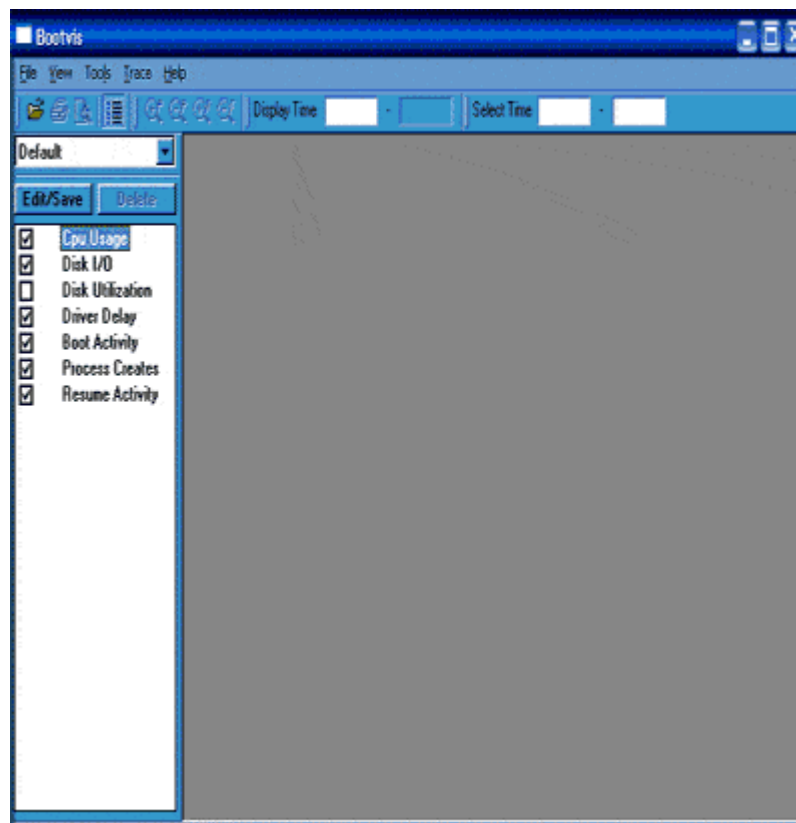 Bootvis
File View Tools Trace Help
Display Time - Select Time -
Default
Edit/Save Delete
Cpu Usage
Disk I/O
Disk Utilization
Driver Delay
Boot Activity
Process Creates
Resume Activity